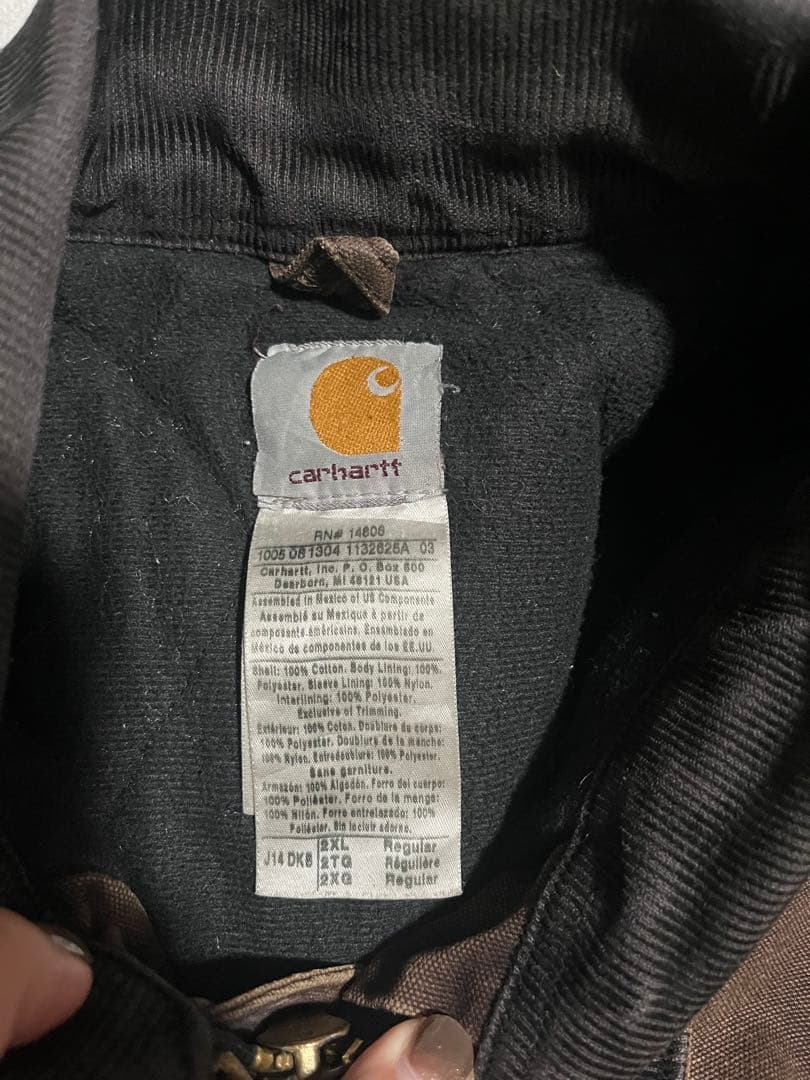 carhartt
RN# 14806
1005 081304 1132625A 03
Carhartt, Inc. P. O. Box 600
Dearborn, MI 48121 USA
Assembled in Mexico of US Components
Assemblé au Mexique à partir de
composants américains. Ensamblado en
México de componentes de los EE.UU.
Shell: 100% Cotton. Body Lining: 100%
Polyester. Sleeve Lining: 100% Nylon.
Interlining: 100% Polyester.
Exclusive of Trimming.
Extérieur: 100% Coton. Doublure du corps:
100% Polyester. Doublure de la manche:
100% Nylon. Entredoublure: 100% Polyester.
Sans garniture.
Armazón: 100% Algodón. Forro del cuerpo:
100% Poliéster. Forro de la manga:
100% Nilón. Forro entrelazado: 100%
Poliéster. Sin incluir adorno.
J14 DKB 2XL Regular
2TG Régulière
2XG Regular